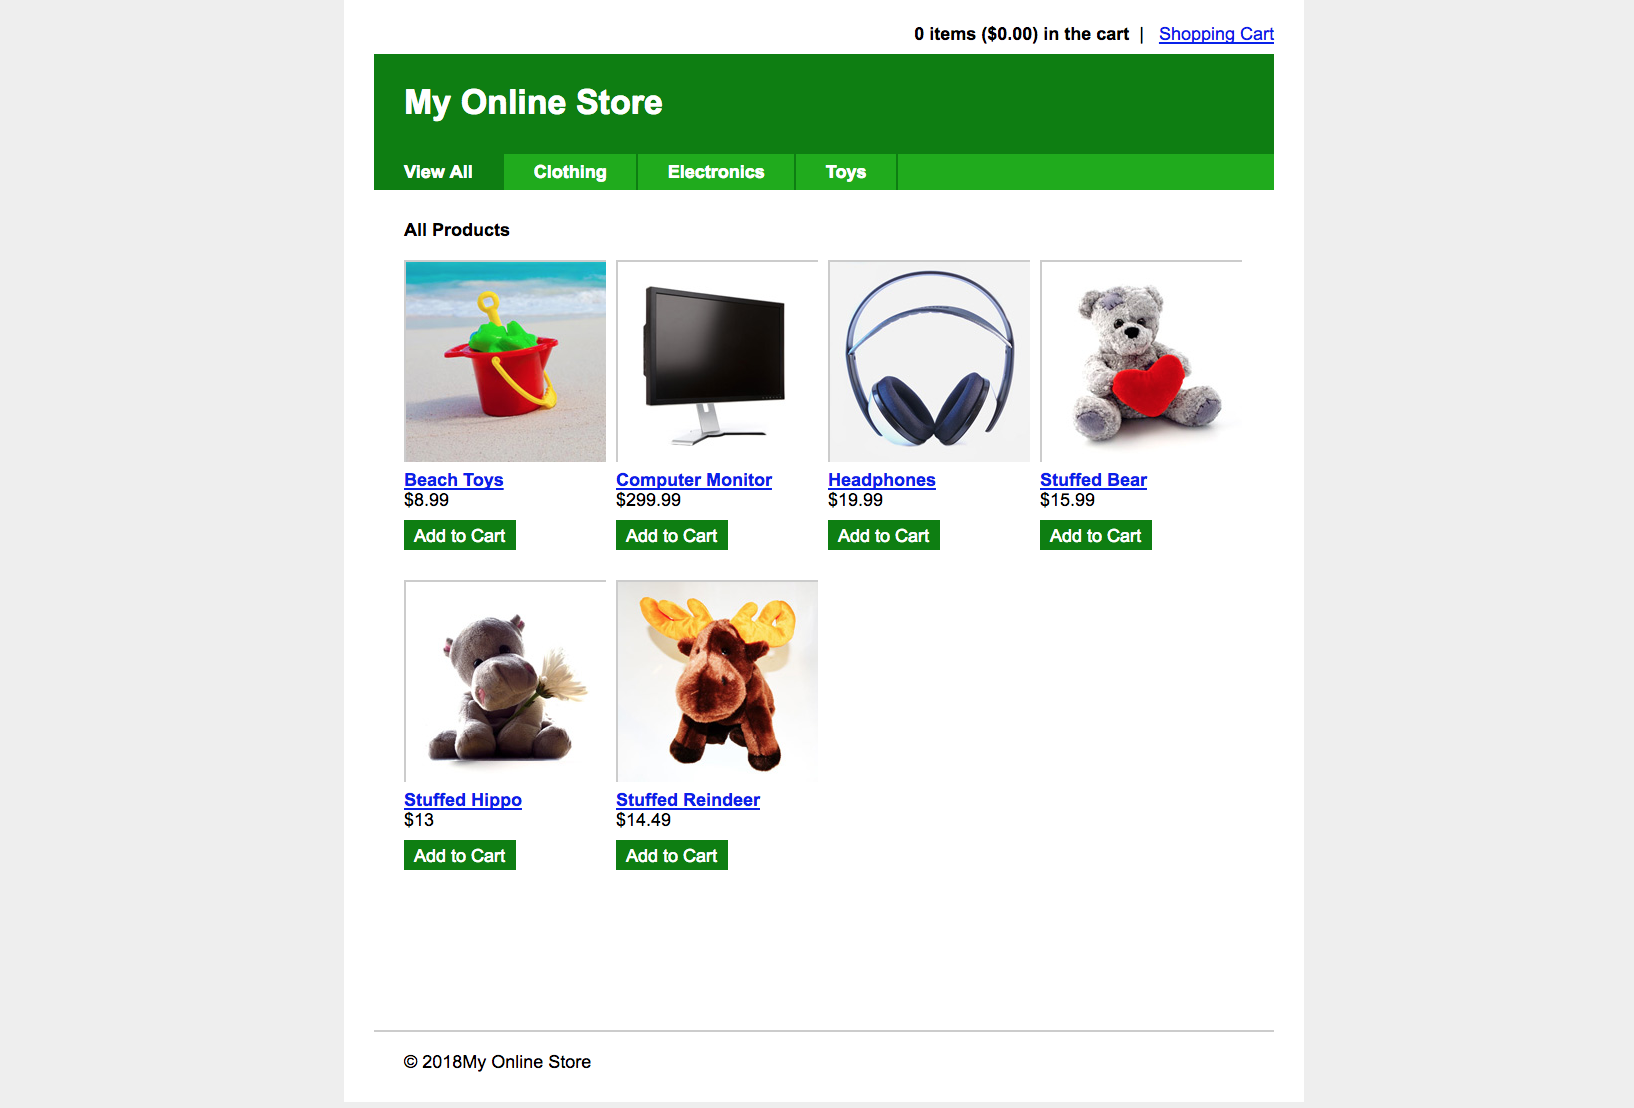 0 items ($0.00) in the cart | Shopping Cart
My Online Store
View All Clothing Electronics Toys
All Products
Beach Toys Computer Monitor Headphones Stuffed Bear
$8.99 $299.99 $19.99 $15.99
Add to Cart Add to Cart Add to Cart Add to Cart
Stuffed Hippo Stuffed Reindeer
$13 $14.49
Add to Cart Add to Cart
© 2018My Online Store